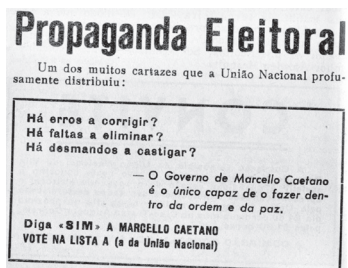 Propaganda Eleitoral
Um dos muitos cartazes que a União Nacional profu-
samente distribuiu:
Há erros a corrigir?
Há faltas a eliminar?
Há desmandos a castigar?
— O Governo de Marcello Caetano
é o único capaz de o fazer den-
tro da ordem e da paz.
Diga «SIM» A MARCELLO CAETANO
VOTE NA LISTA A (a da União Nacional)